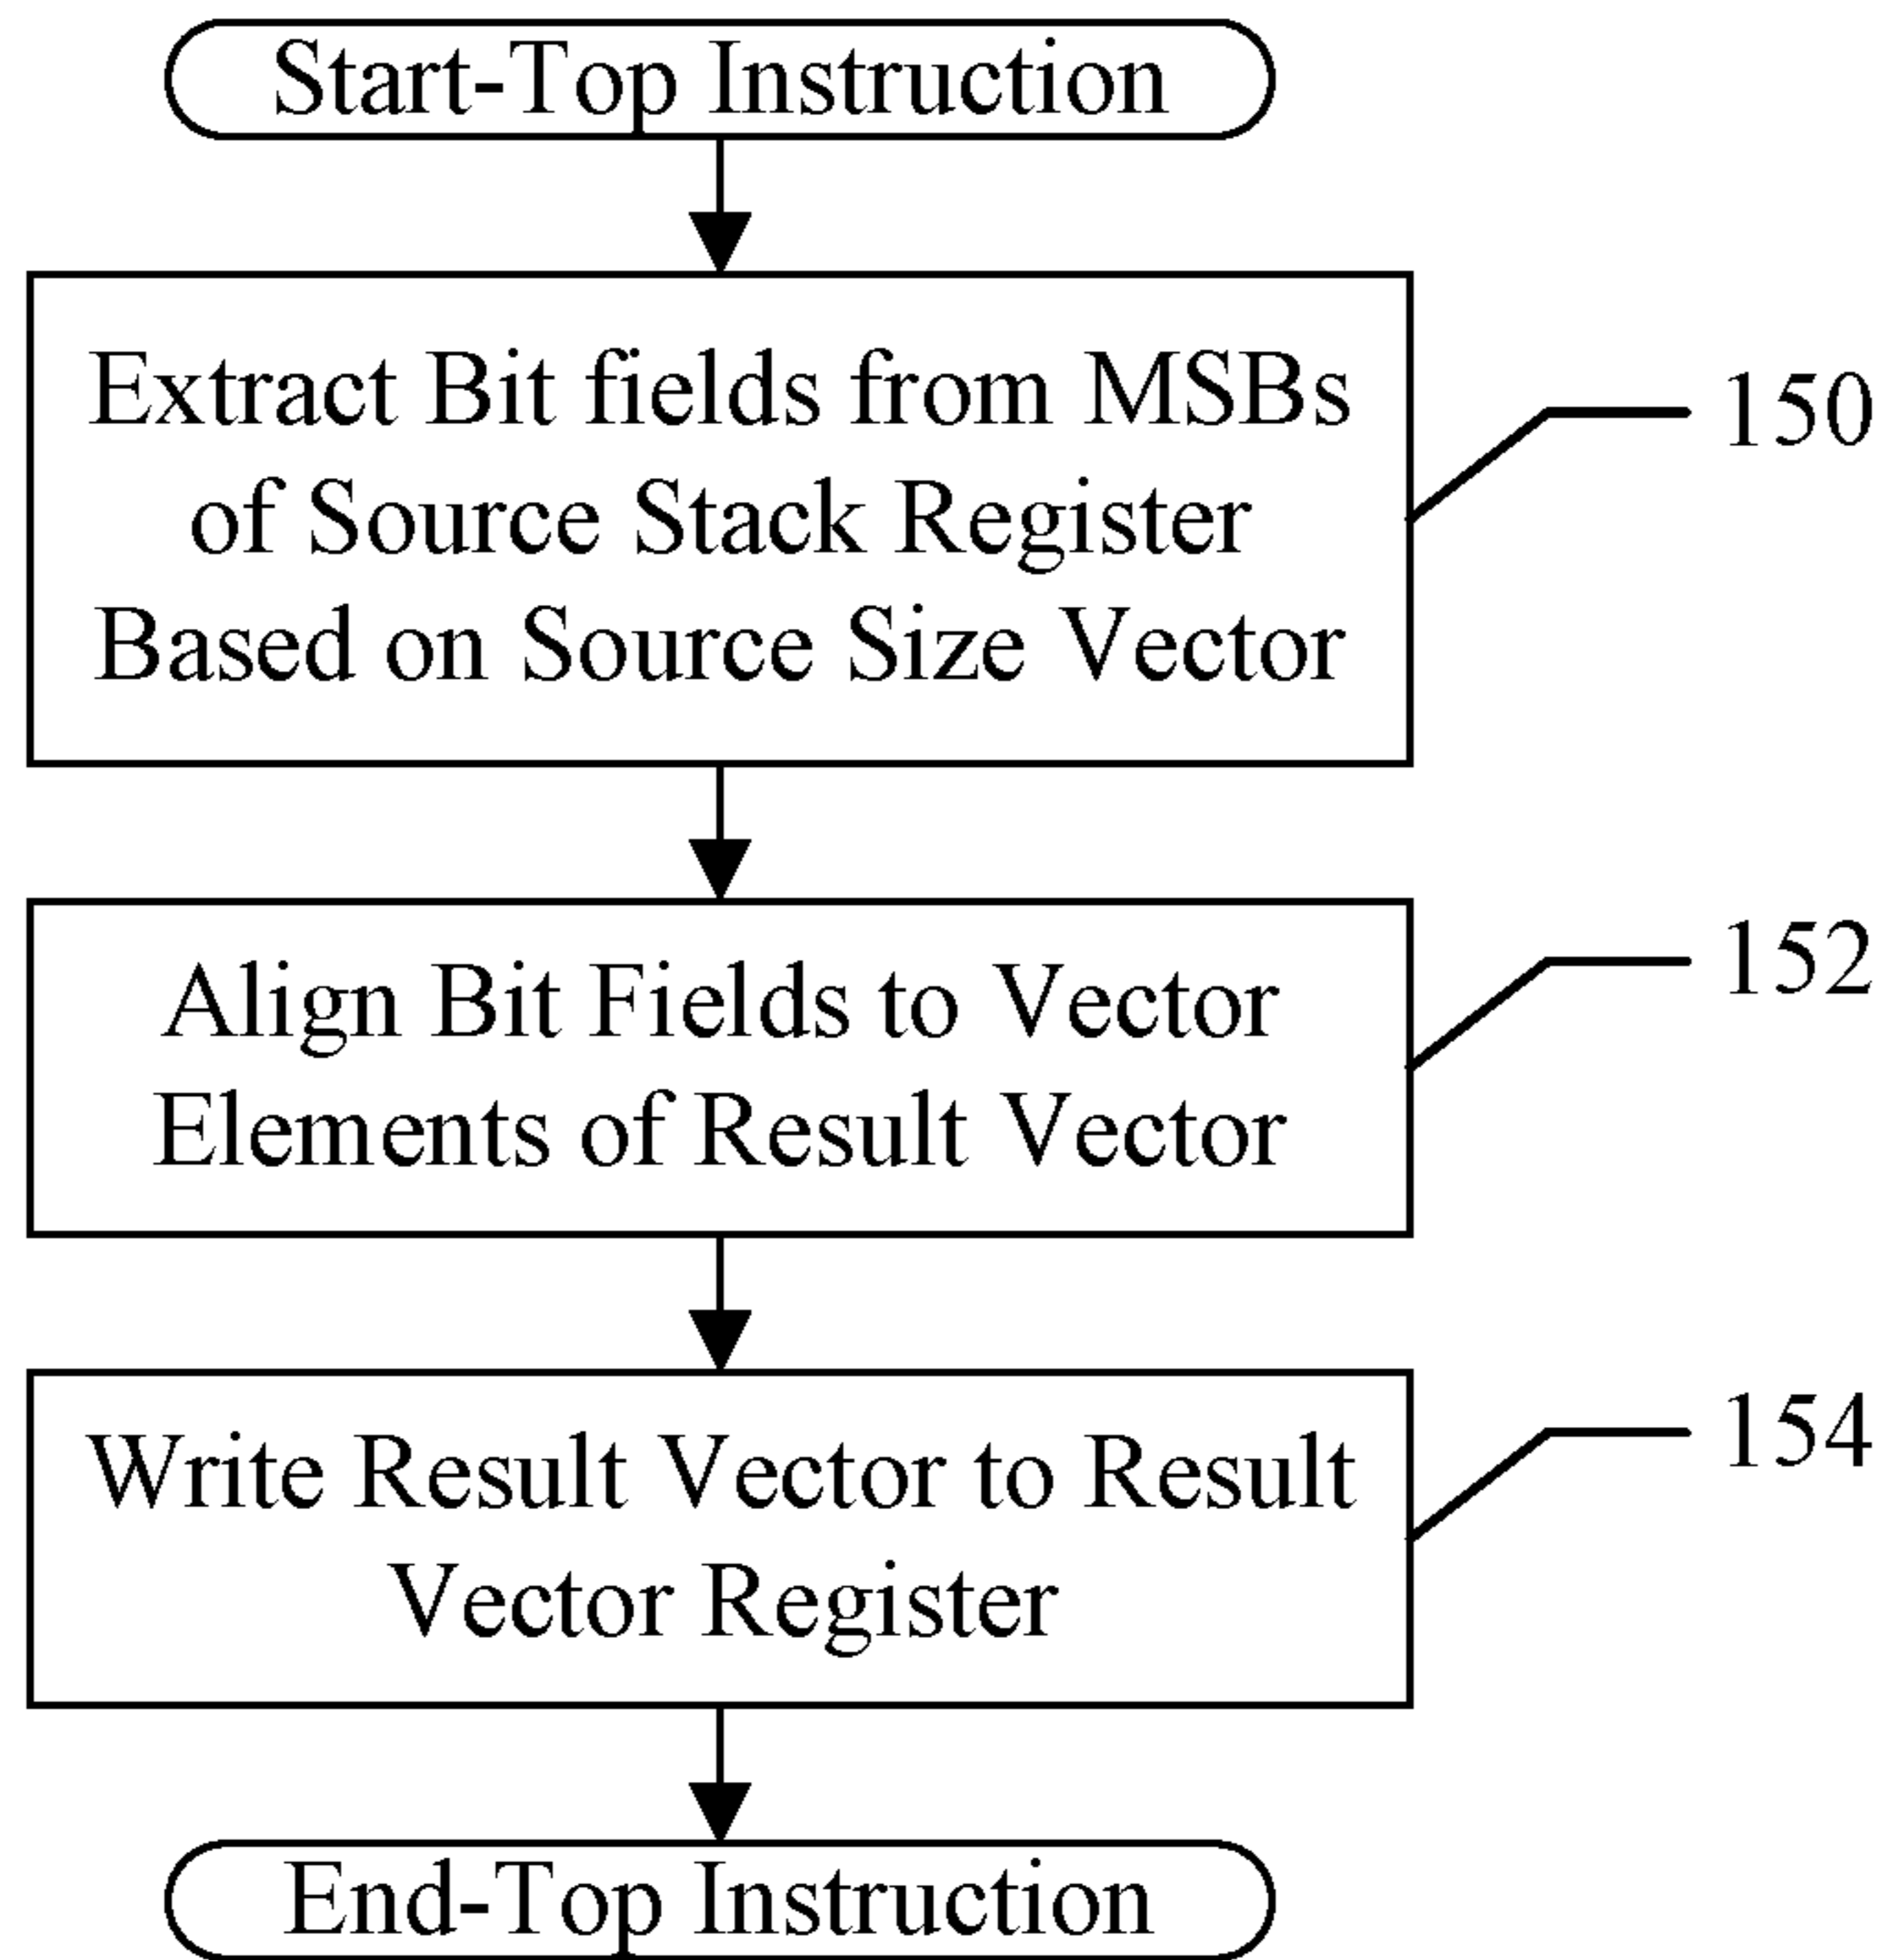 Start-Top Instruction
Extract Bit fields from MSBs
of Source Stack Register
Based on Source Size Vector
150
Align Bit Fields to Vector
Elements of Result Vector
152
Write Result Vector to Result
Vector Register
154
End-Top Instruction